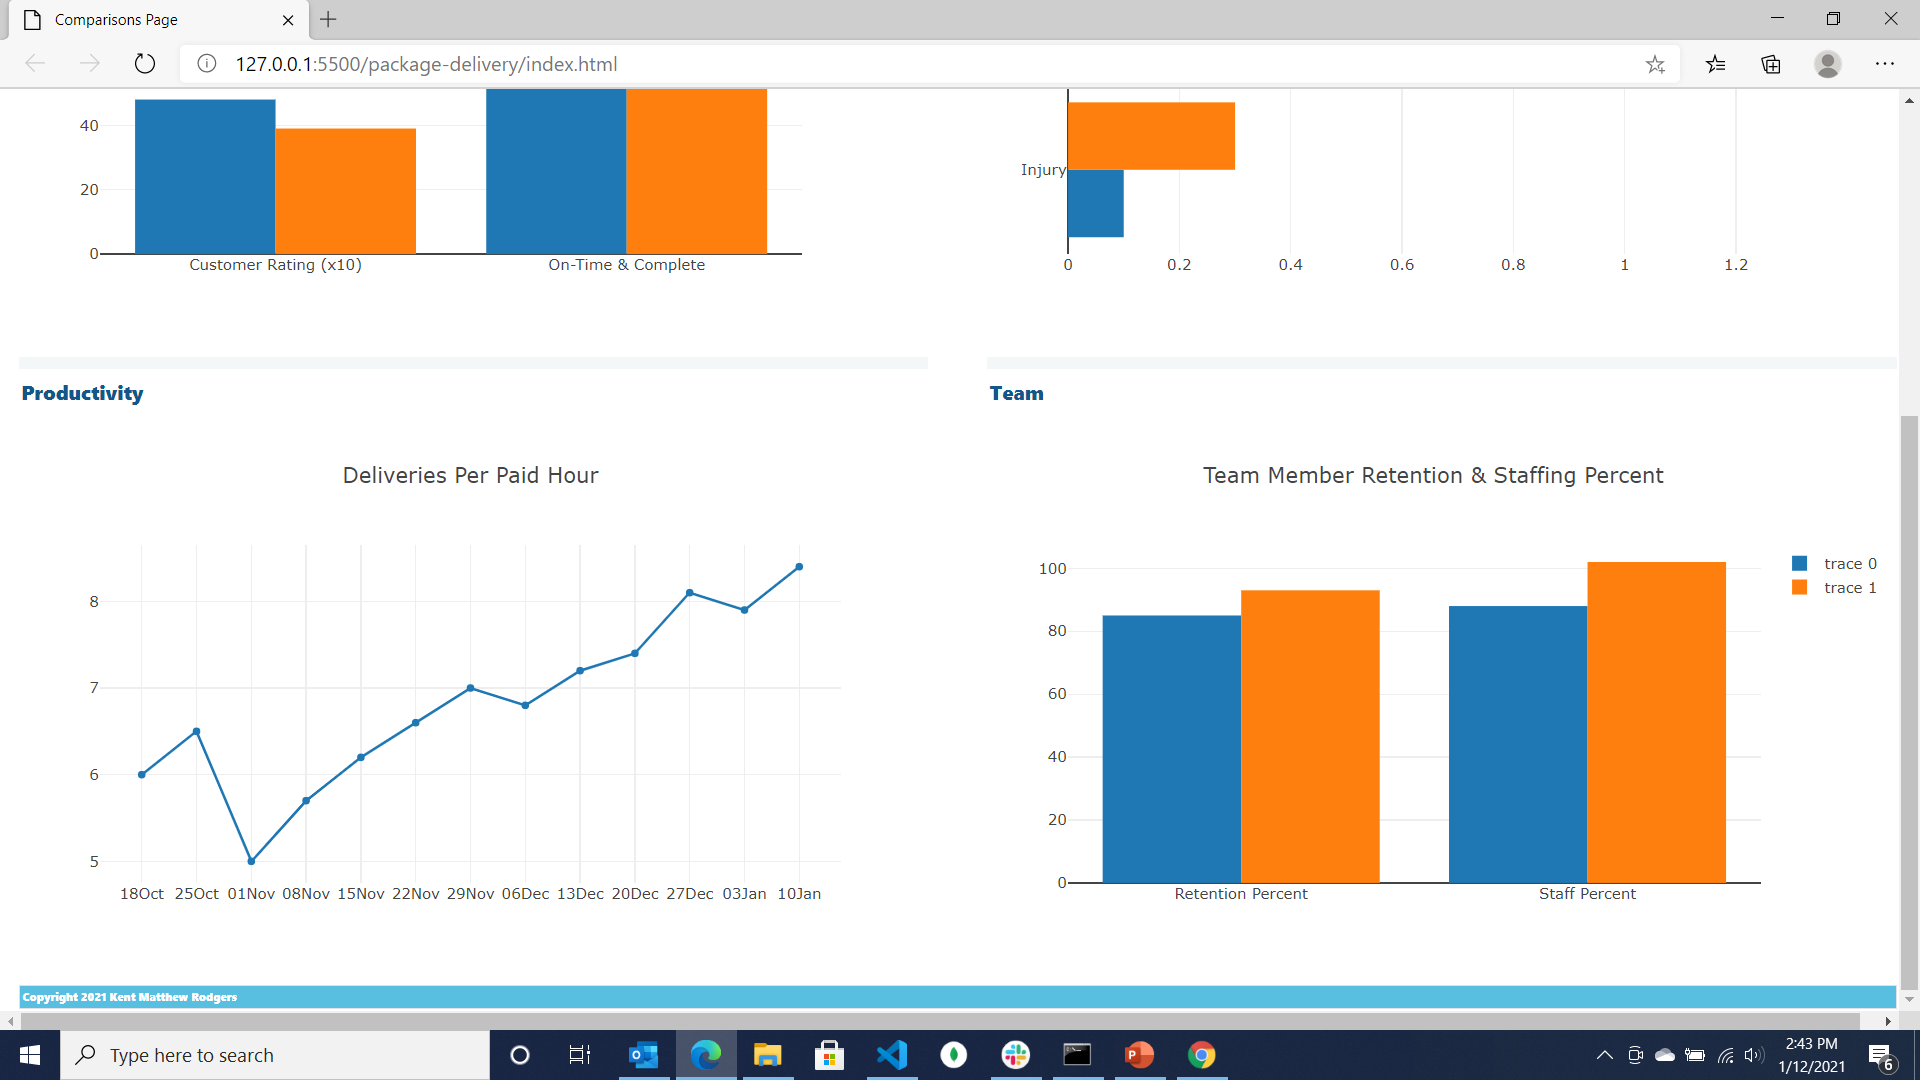 Comparisons Page
127.0.0.1:5500/package-delivery/index.html
40
20
0
Customer Rating (x10)
On-Time & Complete
Injury
0
0.2
0.4
0.6
0.8
1
1.2
Productivity
Deliveries Per Paid Hour
8
7
6
5
18Oct
25Oct
01Nov
08Nov
15Nov
22Nov
29Nov
06Dec
13Dec
20Dec
27Dec
03Jan
10Jan
Team
Team Member Retention & Staffing Percent
100
80
60
40
20
0
Retention Percent
Staff Percent
trace 0
trace 1
Copyright 2021 Kent Matthew Rodgers
Type here to search
2:43 PM
1/12/2021
6